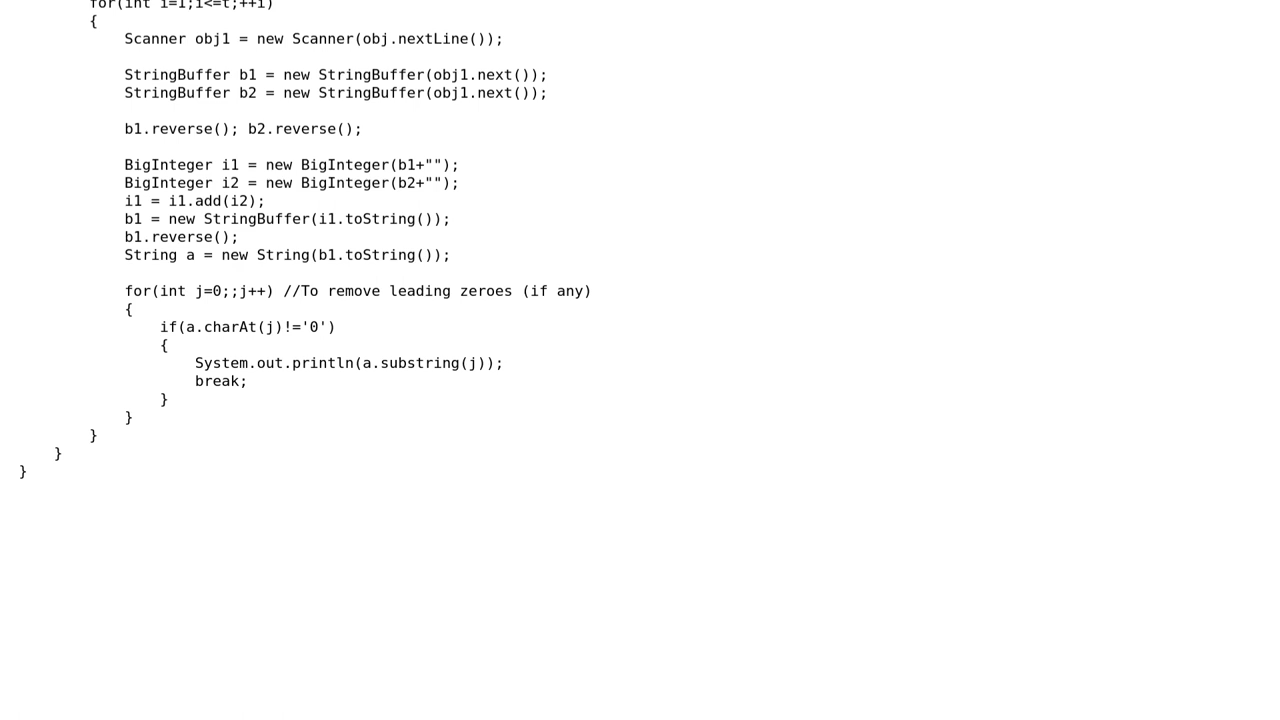 for(int i=1;i<=t;++i)
{
Scanner obj1 = new Scanner(obj.nextLine());
StringBuffer b1 = new StringBuffer(obj1.next());
StringBuffer b2 = new StringBuffer(obj1.next());
b1.reverse(); b2.reverse();
BigInteger i1 = new BigInteger(b1+"");
BigInteger i2 = new BigInteger(b2+"");
i1 = i1.add(i2);
b1 = new StringBuffer(i1.toString());
b1.reverse();
String a = new String(b1.toString());
for(int j=0;;j++) //To remove leading zeroes (if any)
{
if(a.charAt(j)!='0')
{
System.out.println(a.substring(j));
break;
}
}
}
}
}